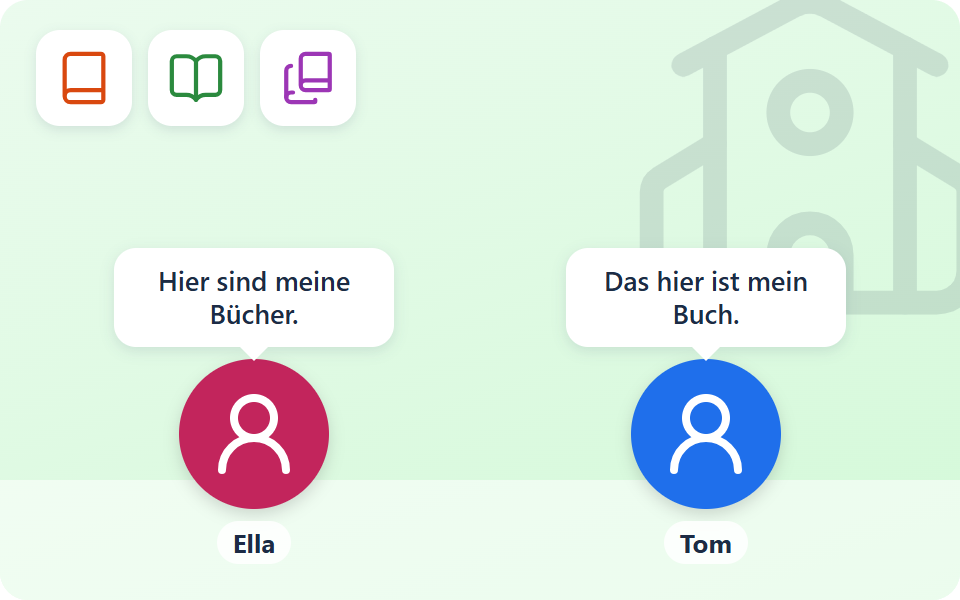 Hier sind meine
Bücher.
Das hier ist mein
Buch.
Ella
Tom